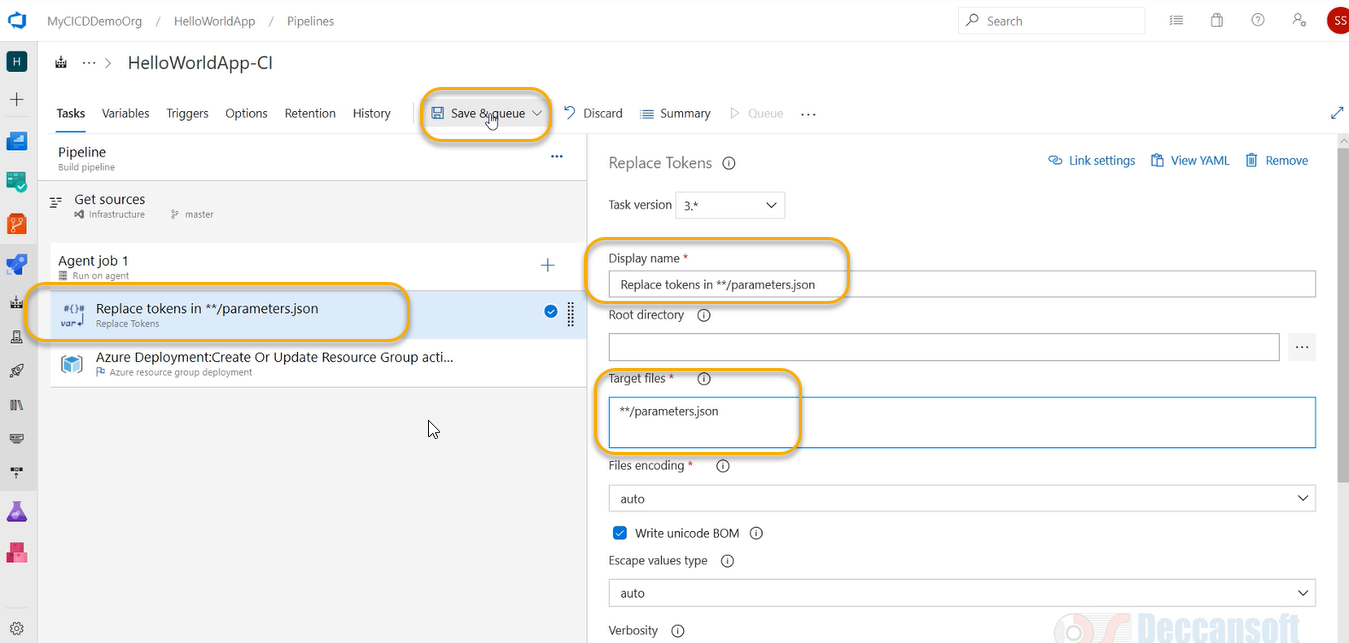 MyCICDDemoOrg / HelloWorldApp / Pipelines
Search
SS
H
... > HelloWorldApp-CI
Tasks Variables Triggers Options Retention History Save & queue Discard Summary Queue ...
Pipeline ...
Build pipeline
Get sources
Infrastructure master
Agent job 1
Run on agent
#{}# Replace tokens in **/parameters.json
var Replace Tokens
Azure Deployment:Create Or Update Resource Group acti...
Azure resource group deployment
Replace Tokens
Link settings View YAML Remove
Task version 3.*
Display name *
Replace tokens in **/parameters.json
Root directory
...
Target files *
**/parameters.json
Files encoding *
auto
Write unicode BOM
Escape values type
auto
Verbosity
Deccansoft